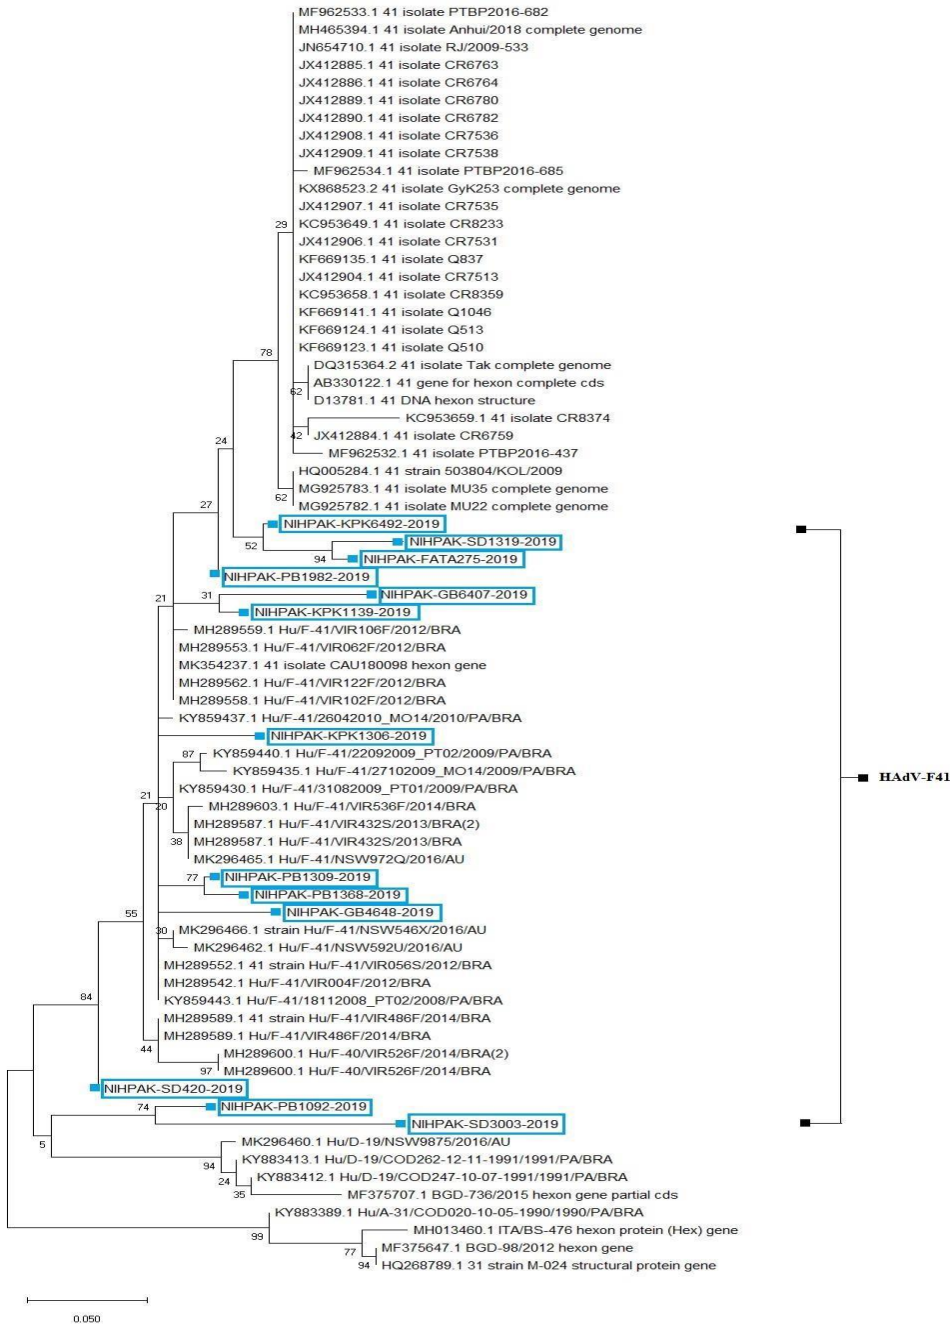 MF962533.1 41 isolate PTBP2016-682
MH465394.1 41 isolate Anhui/2018 complete genome
JN654710.1 41 isolate RJ/2009-533
JX412885.1 41 isolate CR6763
JX412886.1 41 isolate CR6764
JX412889.1 41 isolate CR6780
JX412890.1 41 isolate CR6782
JX412908.1 41 isolate CR7536
JX412909.1 41 isolate CR7538
MF962534.1 41 isolate PTBP2016-685
KX868523.2 41 isolate GyK253 complete genome
JX412907.1 41 isolate CR7535
29 KC953649.1 41 isolate CR8233
JX412906.1 41 isolate CR7531
KF669135.1 41 isolate Q837
JX412904.1 41 isolate CR7513
KC953658.1 41 isolate CR8359
KF669141.1 41 isolate Q1046
KF669124.1 41 isolate Q513
78 KF669123.1 41 isolate Q510
DQ315364.2 41 isolate Tak complete genome
62 AB330122.1 41 gene for hexon complete cds
D13781.1 41 DNA hexon structure
KC953659.1 41 isolate CR8374
42 JX412884.1 41 isolate CR6759
24 MF962532.1 41 isolate PTBP2016-437
HQ005284.1 41 strain 503804/KOL/2009
MG925783.1 41 isolate MU35 complete genome
62 MG925782.1 41 isolate MU22 complete genome
27 NIHPAK-KPK6492-2019
52 NIHPAK-SD1319-2019
94 NIHPAK-FATA275-2019
NIHPAK-PB1982-2019
31 NIHPAK-GB6407-2019
21 NIHPAK-KPK1139-2019
MH289559.1 Hu/F-41/VIR106F/2012/BRA
MH289553.1 Hu/F-41/VIR062F/2012/BRA
MK354237.1 41 isolate CAU180098 hexon gene
MH289562.1 Hu/F-41/VIR122F/2012/BRA
MH289558.1 Hu/F-41/VIR102F/2012/BRA
KY859437.1 Hu/F-41/26042010_MO14/2010/PA/BRA
NIHPAK-KPK1306-2019
87 KY859440.1 Hu/F-41/22092009_PT02/2009/PA/BRA
KY859435.1 Hu/F-41/27102009_MO14/2009/PA/BRA
HAdV-F41
21 KY859430.1 Hu/F-41/31082009_PT01/2009/PA/BRA
20 MH289603.1 Hu/F-41/VIR536F/2014/BRA
MH289587.1 Hu/F-41/VIR432S/2013/BRA(2)
38 MH289587.1 Hu/F-41/VIR432S/2013/BRA
MK296465.1 Hu/F-41/NSW972Q/2016/AU
77 NIHPAK-PB1309-2019
NIHPAK-PB1368-2019
55 NIHPAK-GB4648-2019
30 MK296466.1 strain Hu/F-41/NSW546X/2016/AU
MK296462.1 Hu/F-41/NSW592U/2016/AU
MH289552.1 41 strain Hu/F-41/VIR056S/2012/BRA
MH289542.1 Hu/F-41/VIR004F/2012/BRA
84 KY859443.1 Hu/F-41/18112008_PT02/2008/PA/BRA
MH289589.1 41 strain Hu/F-41/VIR486F/2014/BRA
MH289589.1 Hu/F-41/VIR486F/2014/BRA
44 MH289600.1 Hu/F-40/VIR526F/2014/BRA(2)
97 MH289600.1 Hu/F-40/VIR526F/2014/BRA
NIHPAK-SD420-2019
74 NIHPAK-PB1092-2019
NIHPAK-SD3003-2019
5 MK296460.1 Hu/D-19/NSW9875/2016/AU
94 KY883413.1 Hu/D-19/COD262-12-11-1991/1991/PA/BRA
24 KY883412.1 Hu/D-19/COD247-10-07-1991/1991/PA/BRA
35 MF375707.1 BGD-736/2015 hexon gene partial cds
KY883389.1 Hu/A-31/COD020-10-05-1990/1990/PA/BRA
99 MH013460.1 ITA/BS-476 hexon protein (Hex) gene
77 MF375647.1 BGD-98/2012 hexon gene
94 HQ268789.1 31 strain M-024 structural protein gene
0.050